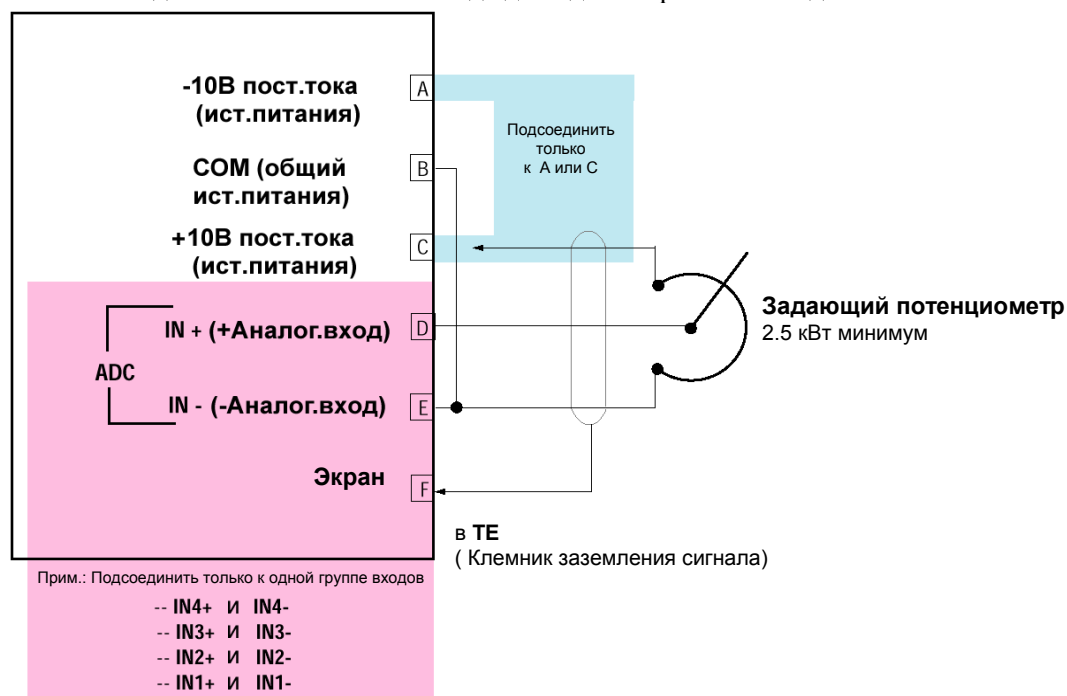 -10В пост.тока
(ист.питания)
A
Подсоединить
только
к А или С
COM (общий
ист.питания)
B
+10В пост.тока
(ист.питания)
C
IN + (+Аналог.вход)
D
Задающий потенциометр
2.5 кВт минимум
ADC
IN - (-Аналог.вход)
E
Экран
F
в TE
( Клемник заземления сигнала)
Прим.: Подсоединить только к одной группе входов
-- IN4+ И IN4-
-- IN3+ И IN3-
-- IN2+ И IN2-
-- IN1+ И IN1-